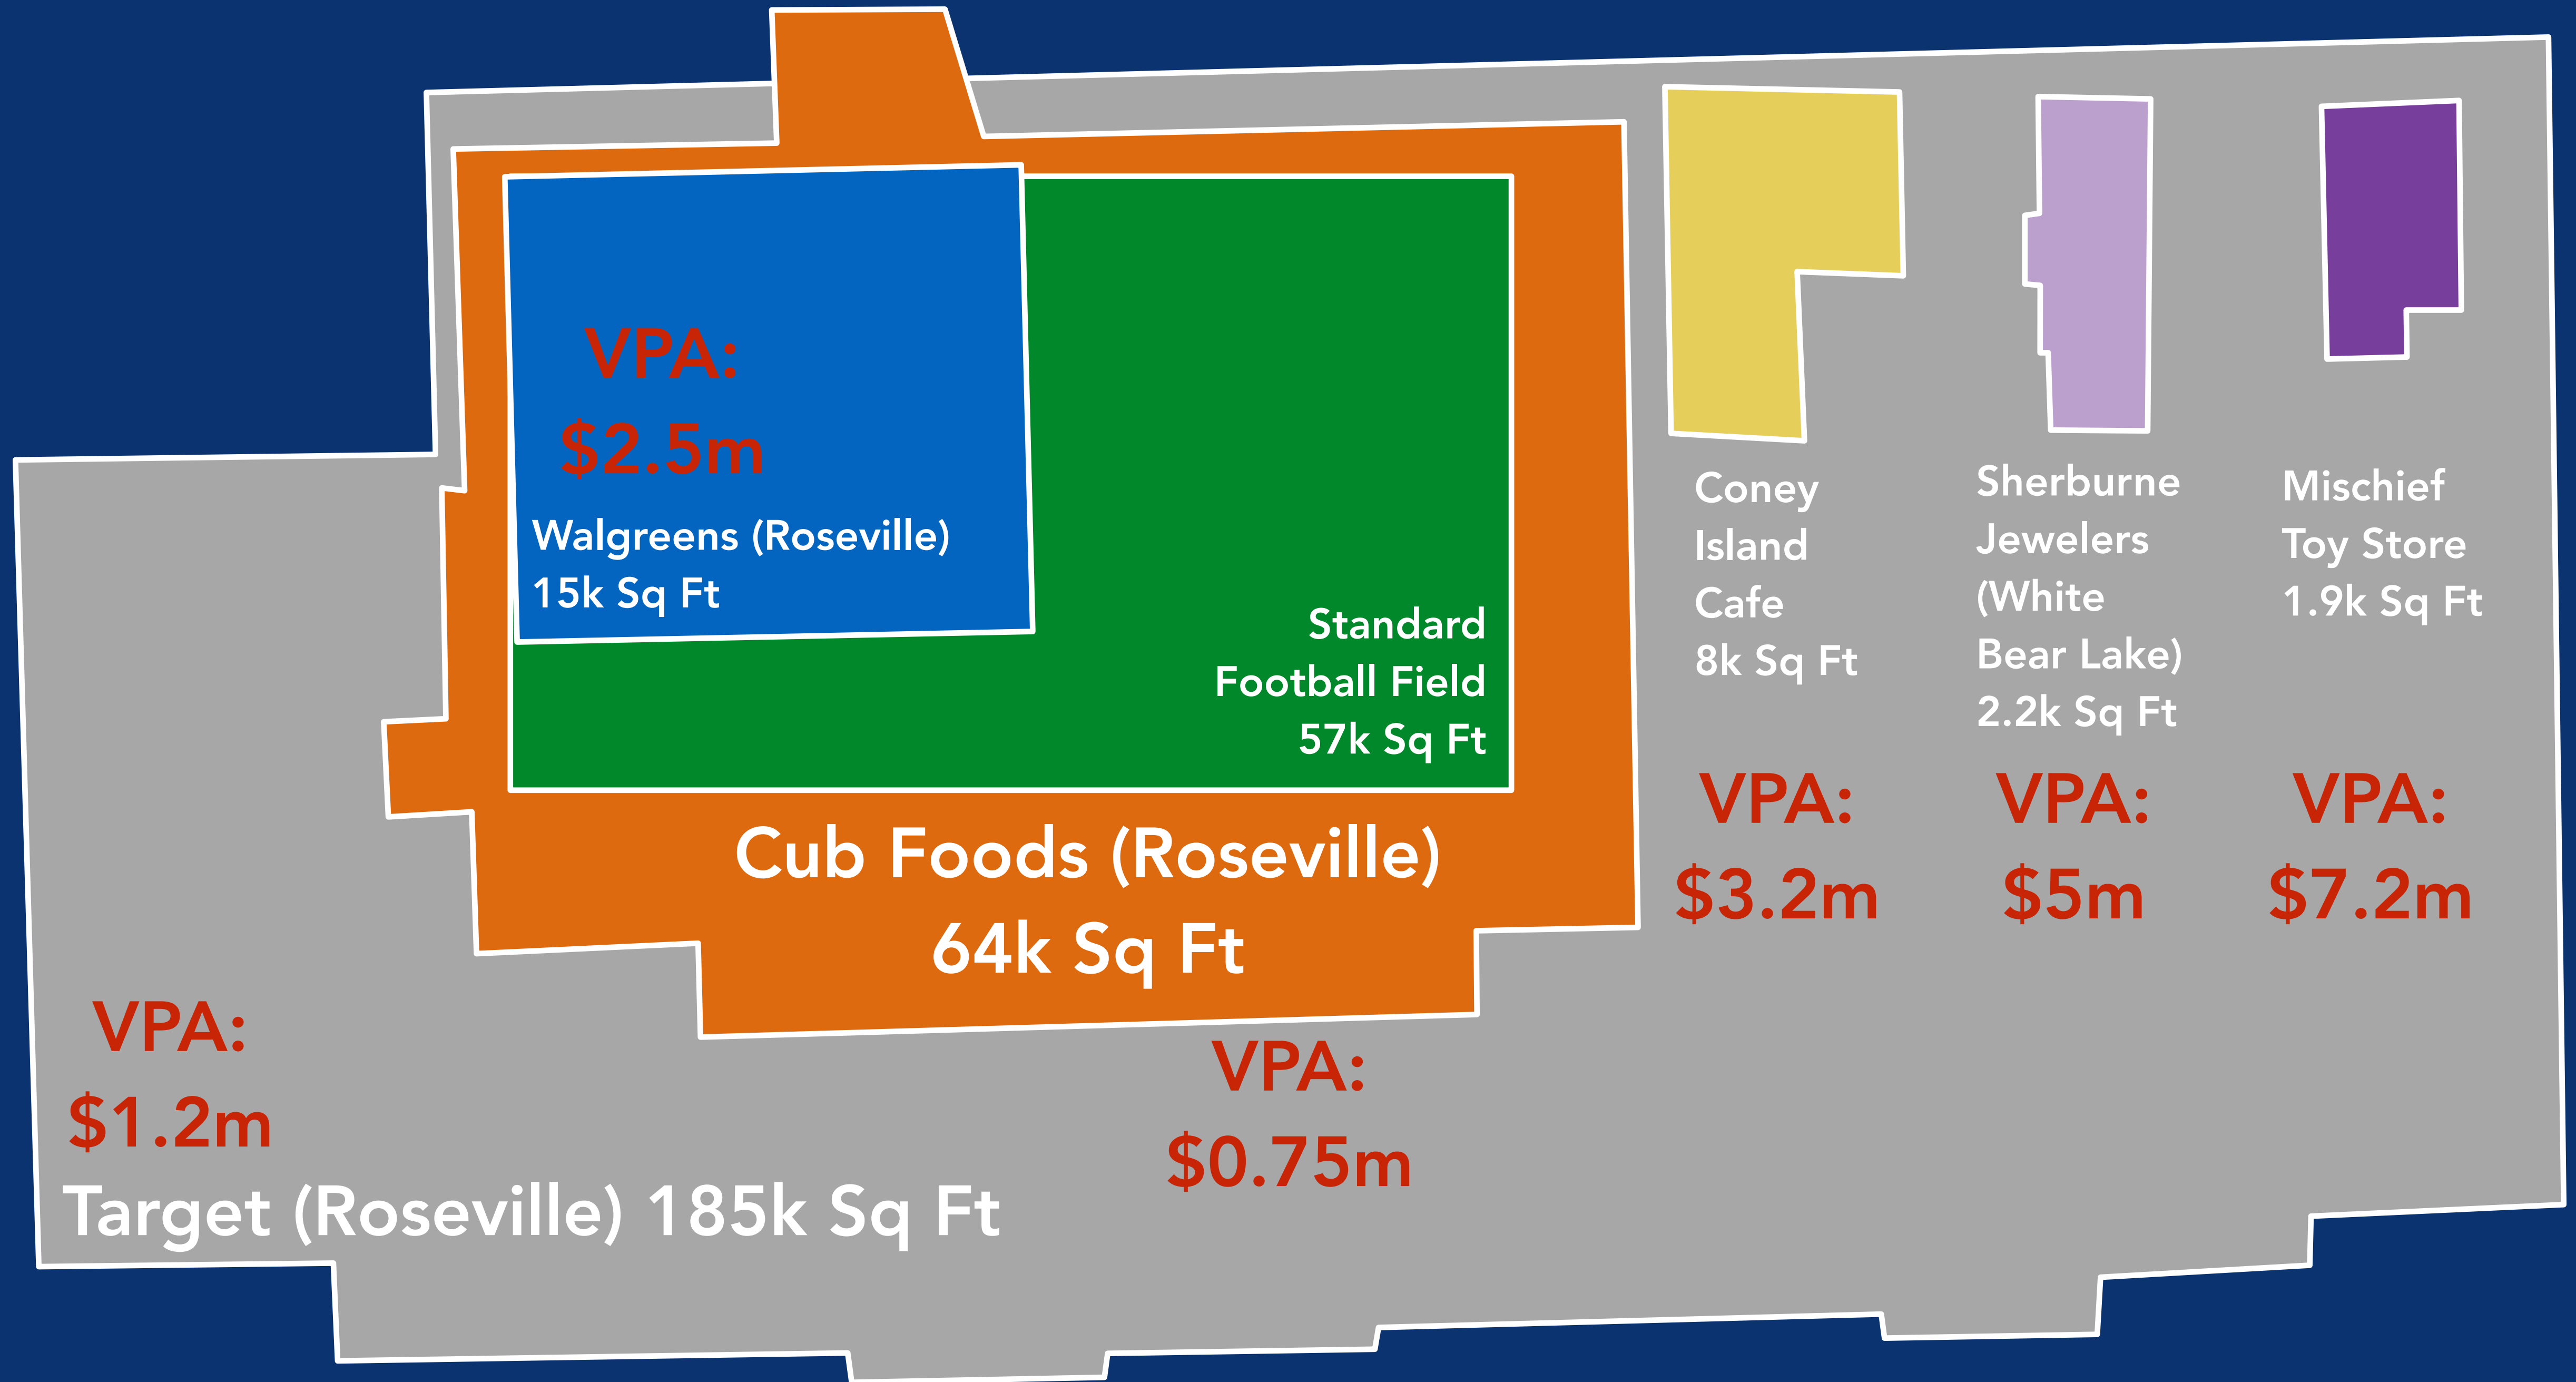 VPA:
$2.5m
Walgreens (Roseville)
15k Sq Ft
Standard
Football Field
57k Sq Ft
Cub Foods (Roseville)
64k Sq Ft
VPA:
$0.75m
VPA:
$1.2m
Target (Roseville) 185k Sq Ft
Coney
Island
Cafe
8k Sq Ft
VPA:
$3.2m
Sherburne
Jewelers
(White
Bear Lake)
2.2k Sq Ft
VPA:
$5m
Mischief
Toy Store
1.9k Sq Ft
VPA:
$7.2m